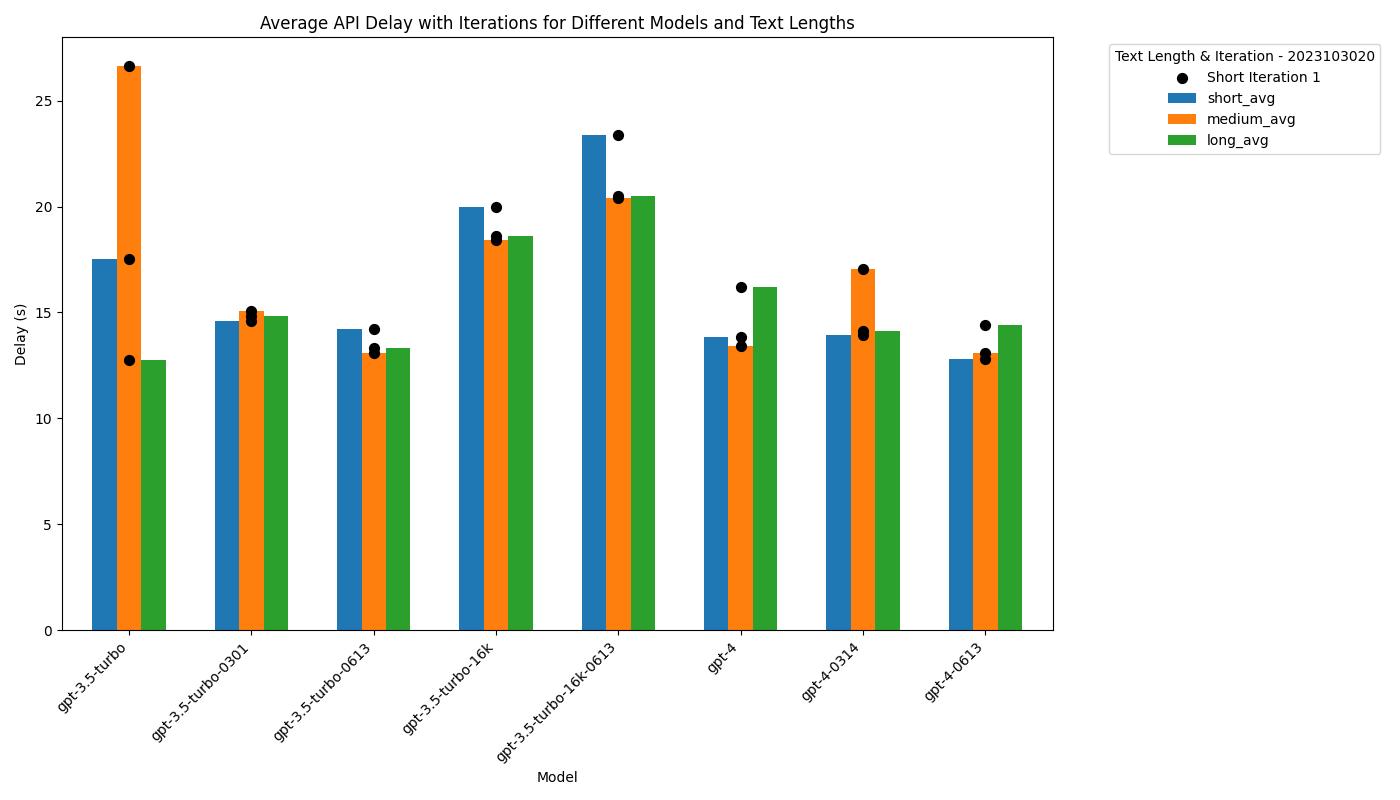 Average API Delay with Iterations for Different Models and Text Lengths
Text Length & Iteration - 2023103020
Short Iteration 1
short_avg
medium_avg
long_avg
Delay (s)
25
20
15
10
5
0
gpt-3.5-turbo
gpt-3.5-turbo-0301
gpt-3.5-turbo-0613
gpt-3.5-turbo-16k
gpt-3.5-turbo-16k-0613
gpt-4
gpt-4-0314
gpt-4-0613
Model